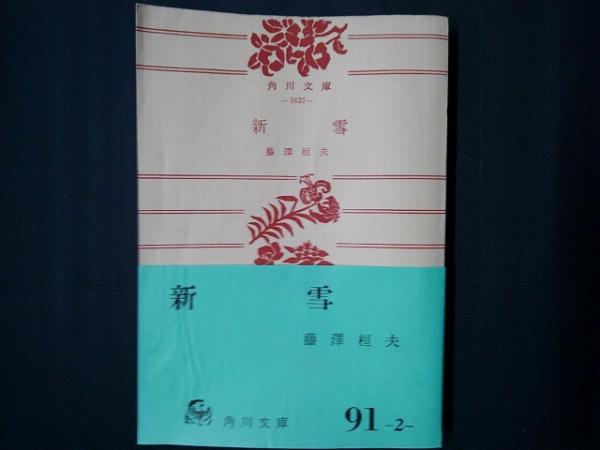 角川文庫
—1627—
新雪
藤澤桓夫
新雪
藤澤桓夫
角川文庫
91 -2-